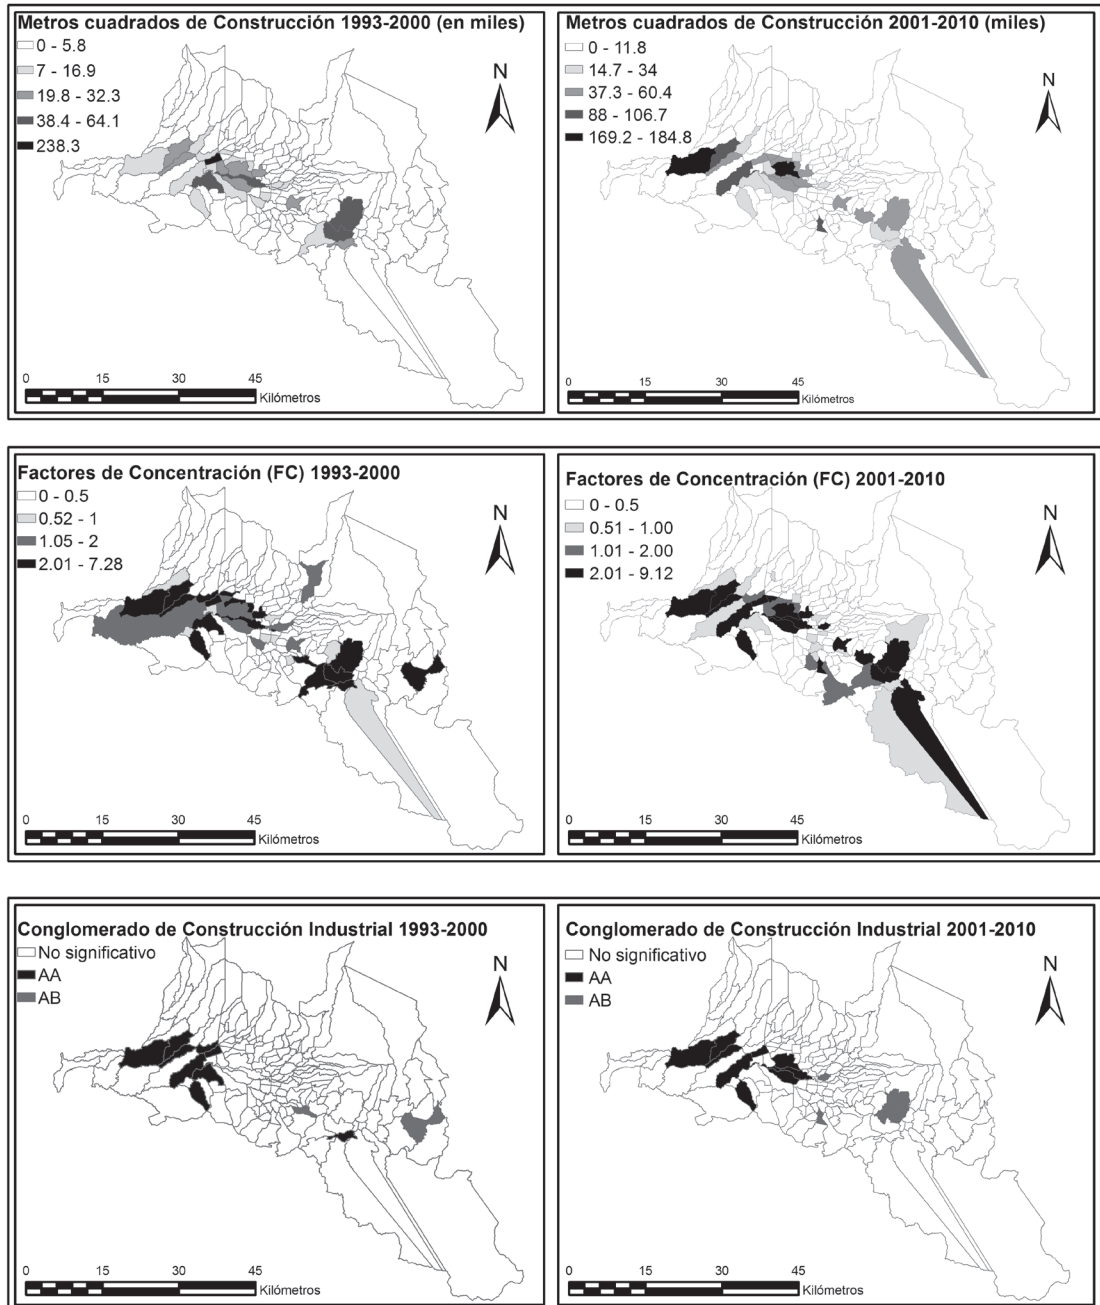 Metros cuadrados de Construcción 1993-2000 (en miles)
0 - 5.8
7 - 16.9
19.8 - 32.3
38.4 - 64.1
238.3
N
0 15 30 45
Kilómetros
Metros cuadrados de Construcción 2001-2010 (miles)
0 - 11.8
14.7 - 34
37.3 - 60.4
88 - 106.7
169.2 - 184.8
N
0 15 30 45
Kilómetros
Factores de Concentración (FC) 1993-2000
0 - 0.5
0.52 - 1
1.05 - 2
2.01 - 7.28
N
0 15 30 45
Kilómetros
Factores de Concentración (FC) 2001-2010
0 - 0.5
0.51 - 1.00
1.01 - 2.00
2.01 - 9.12
N
0 15 30 45
Kilómetros
Conglomerado de Construcción Industrial 1993-2000
No significativo
AA
AB
N
0 15 30 45
Kilómetros
Conglomerado de Construcción Industrial 2001-2010
No significativo
AA
AB
N
0 15 30 45
Kilómetros